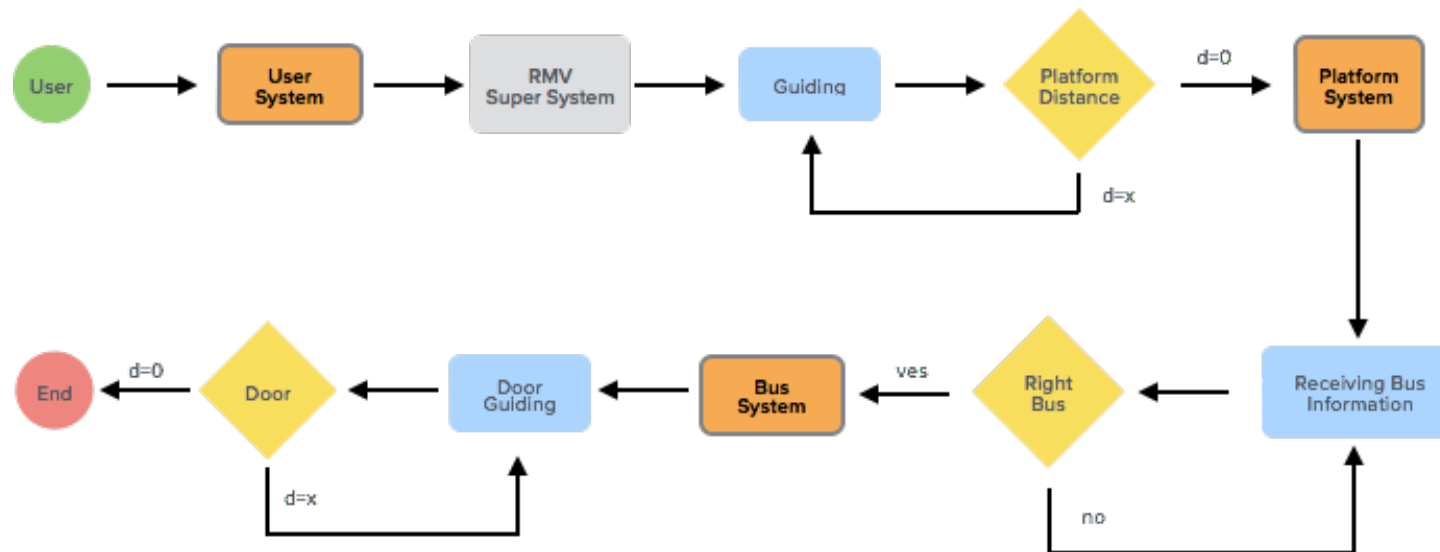 User
User
System
RMV
Super System
Guiding
Platform
Distance
d=0
Platform
System
d=x
End
d=0
Door
Door
Guiding
Bus
System
yes
Right
Bus
Receiving Bus
Information
d=x
no